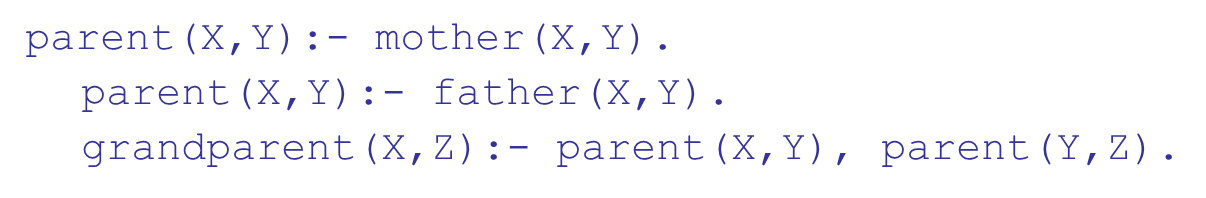 parent(X,Y):- mother(X,Y).
parent(X,Y):- father(X,Y).
grandparent(X,Z):- parent(X,Y), parent(Y,Z).